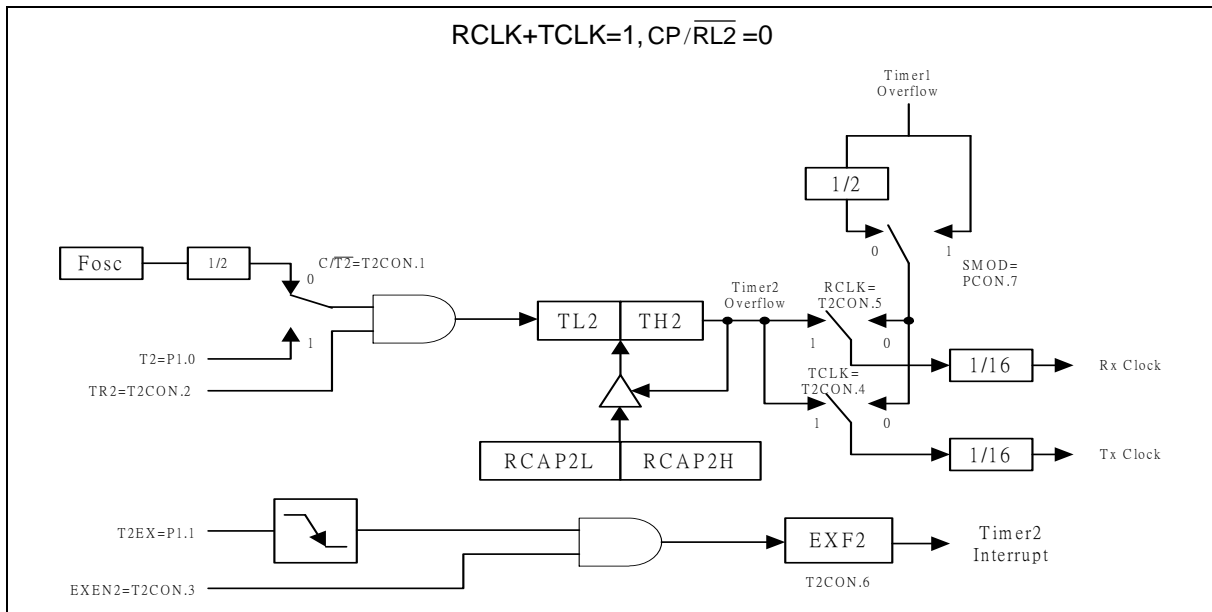 RCLK+TCLK=1, CP/R̅L̅2̅ =0
Timer1
Overflow
1/2
0
1
SMOD=
PCON.7
Fosc
1/2
C/T̅2̅=T2CON.1
0
1
T2=P1.0
TR2=T2CON.2
TL2
TH2
Timer2
Overflow
RCLK=
T2CON.5
1
0
1/16
Rx Clock
TCLK=
T2CON.4
1
0
1/16
Tx Clock
RCAP2L
RCAP2H
T2EX=P1.1
EXEN2=T2CON.3
EXF2
T2CON.6
Timer2
Interrupt